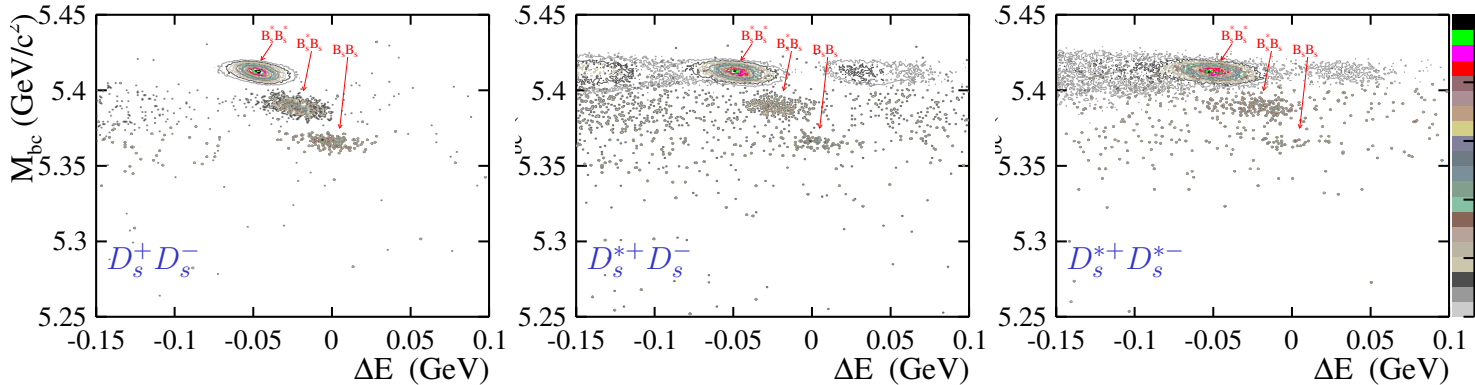 M_bc (GeV/c²)
5.45
5.4
5.35
5.3
5.25
B_s^*B_s^*
B_s^*B_s
B_sB_s
D_s^+ D_s^-
-0.15 -0.1 -0.05 0 0.05 0.1
ΔE (GeV)
bc
5.45
5.4
5.35
5.3
5.25
B_s^*B_s^*
B_s^*B_s
B_sB_s
D_s^{*+} D_s^-
-0.15 -0.1 -0.05 0 0.05 0.1
ΔE (GeV)
bc
5.45
5.4
5.35
5.3
5.25
B_s^*B_s^*
B_s^*B_s
B_sB_s
D_s^{*+} D_s^{*-}
-0.15 -0.1 -0.05 0 0.05 0.1
ΔE (GeV)